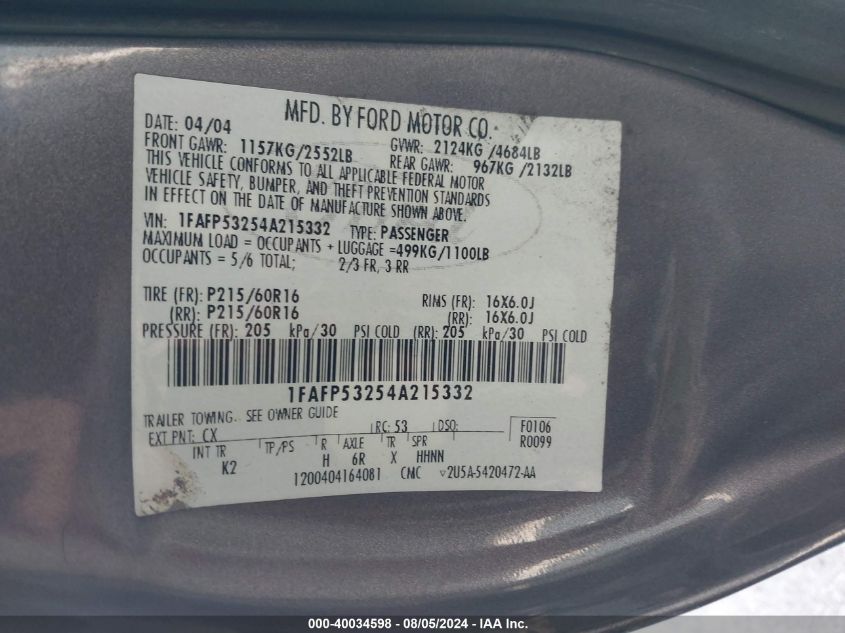 MFD. BY FORD MOTOR CO.
DATE: 04/04 GVWR: 2124KG /4684LB
FRONT GAWR: 1157KG/2552LB REAR GAWR: 967KG /2132LB
THIS VEHICLE CONFORMS TO ALL APPLICABLE FEDERAL MOTOR
VEHICLE SAFETY, BUMPER, AND THEFT PREVENTION STANDARDS
IN EFFECT ON THE DATE OF MANUFACTURE SHOWN ABOVE.
VIN: 1FAFP53254A215332 TYPE: PASSENGER
MAXIMUM LOAD = OCCUPANTS + LUGGAGE =499KG/1100LB
OCCUPANTS = 5/6 TOTAL; 2/3 FR, 3 RR
TIRE (FR): P215/60R16 RIMS (FR): 16X6.0J
(RR): P215/60R16 (RR): 16X6.0J
PRESSURE (FR): 205 kPa/30 PSI COLD (RR): 205 kPa/30 PSI COLD
1FAFP53254A215332
TRAILER TOWING.. SEE OWNER GUIDE
EXT PNT: CX RC: 53 DSO: F0106
R0099
INT TR TP/PS R AXLE TR SPR
K2 H 6R X HHNN
1200404164081 CMC ▽2U5A-5420472-AA
000-40034598 - 08/05/2024 - IAA Inc.